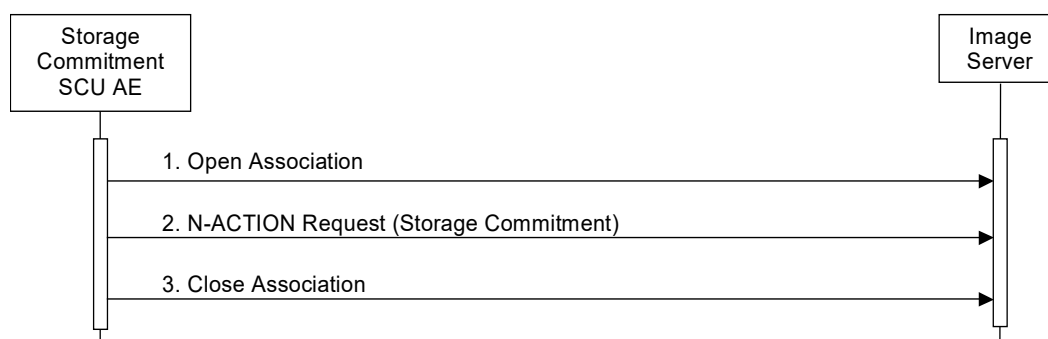 Storage
Commitment
SCU AE
Image
Server
1. Open Association
2. N-ACTION Request (Storage Commitment)
3. Close Association